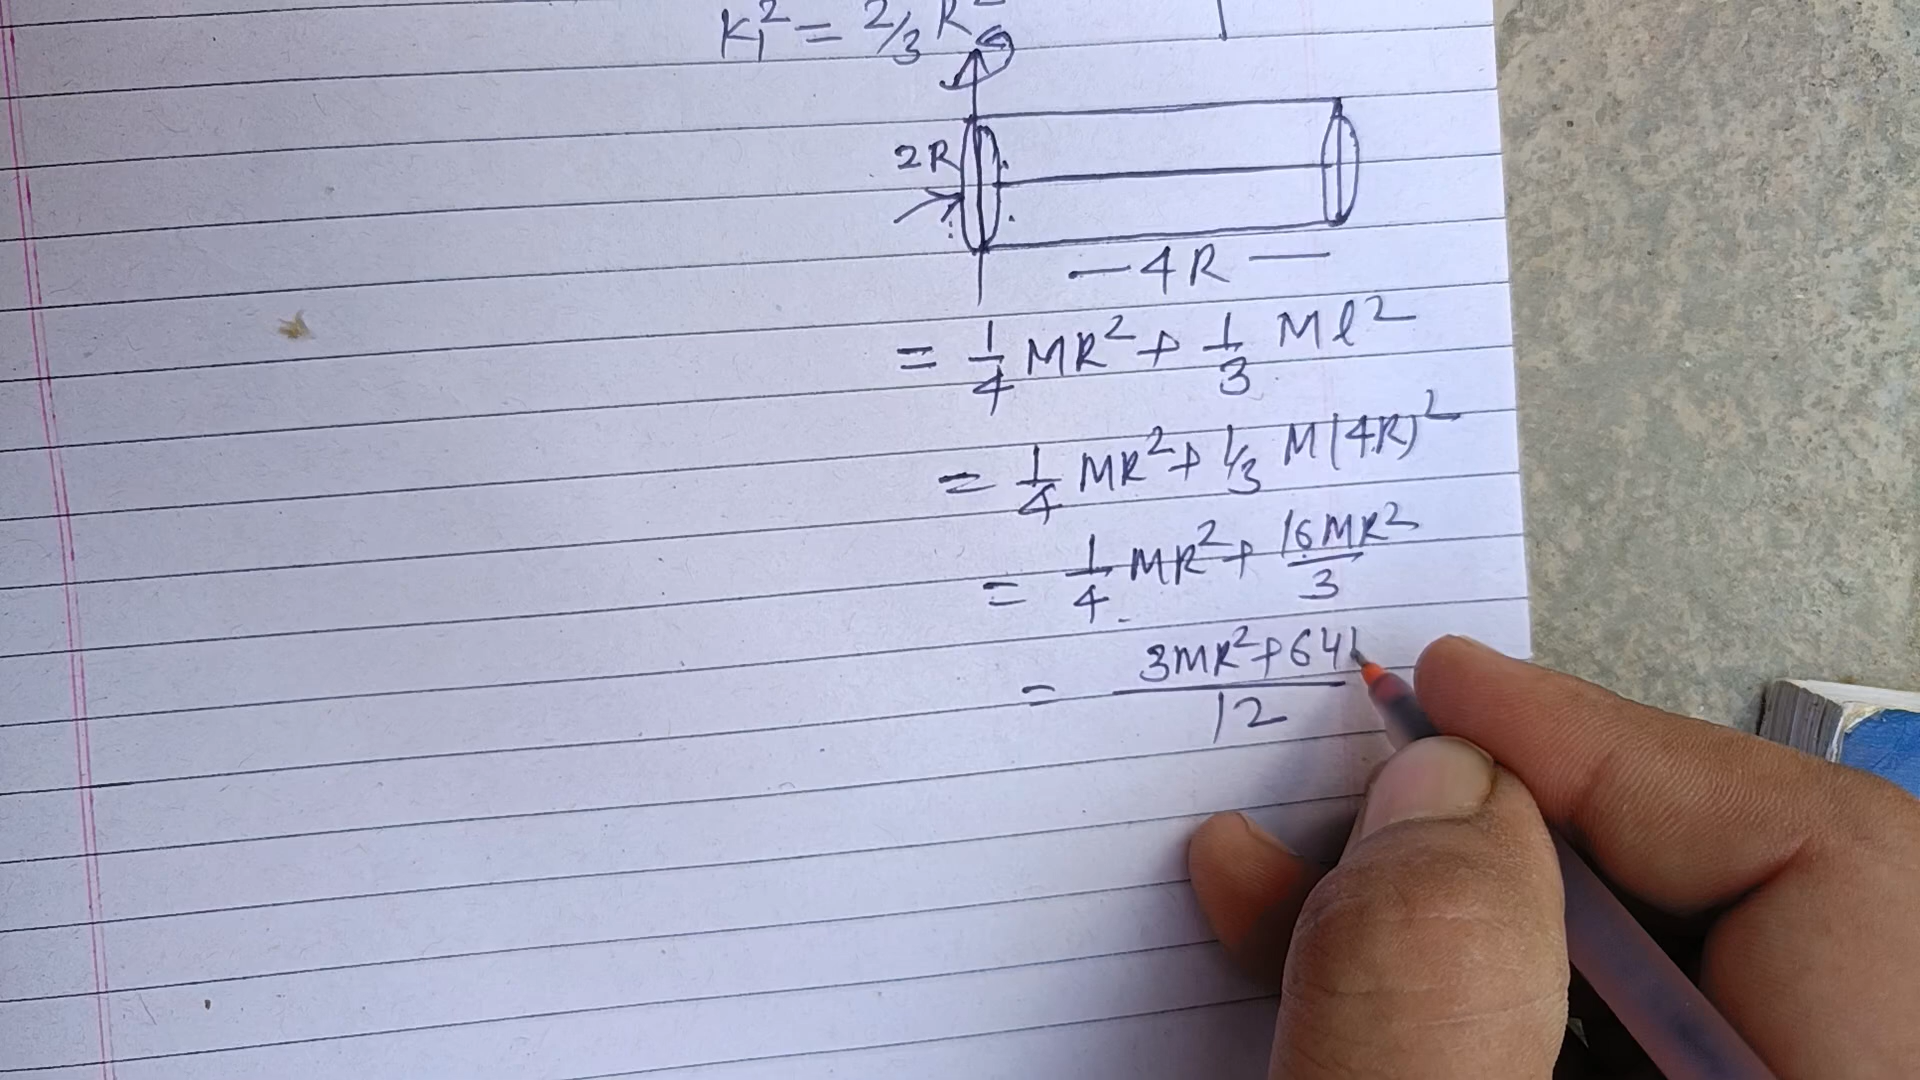 K₁² = 2/3 R²
2R
— 4R —
= 1/4 MR² + 1/3 Ml²
= 1/4 MR² + 1/3 M(4R)²
= 1/4 MR² + 16MR²/3
= 3MR² + 64/12